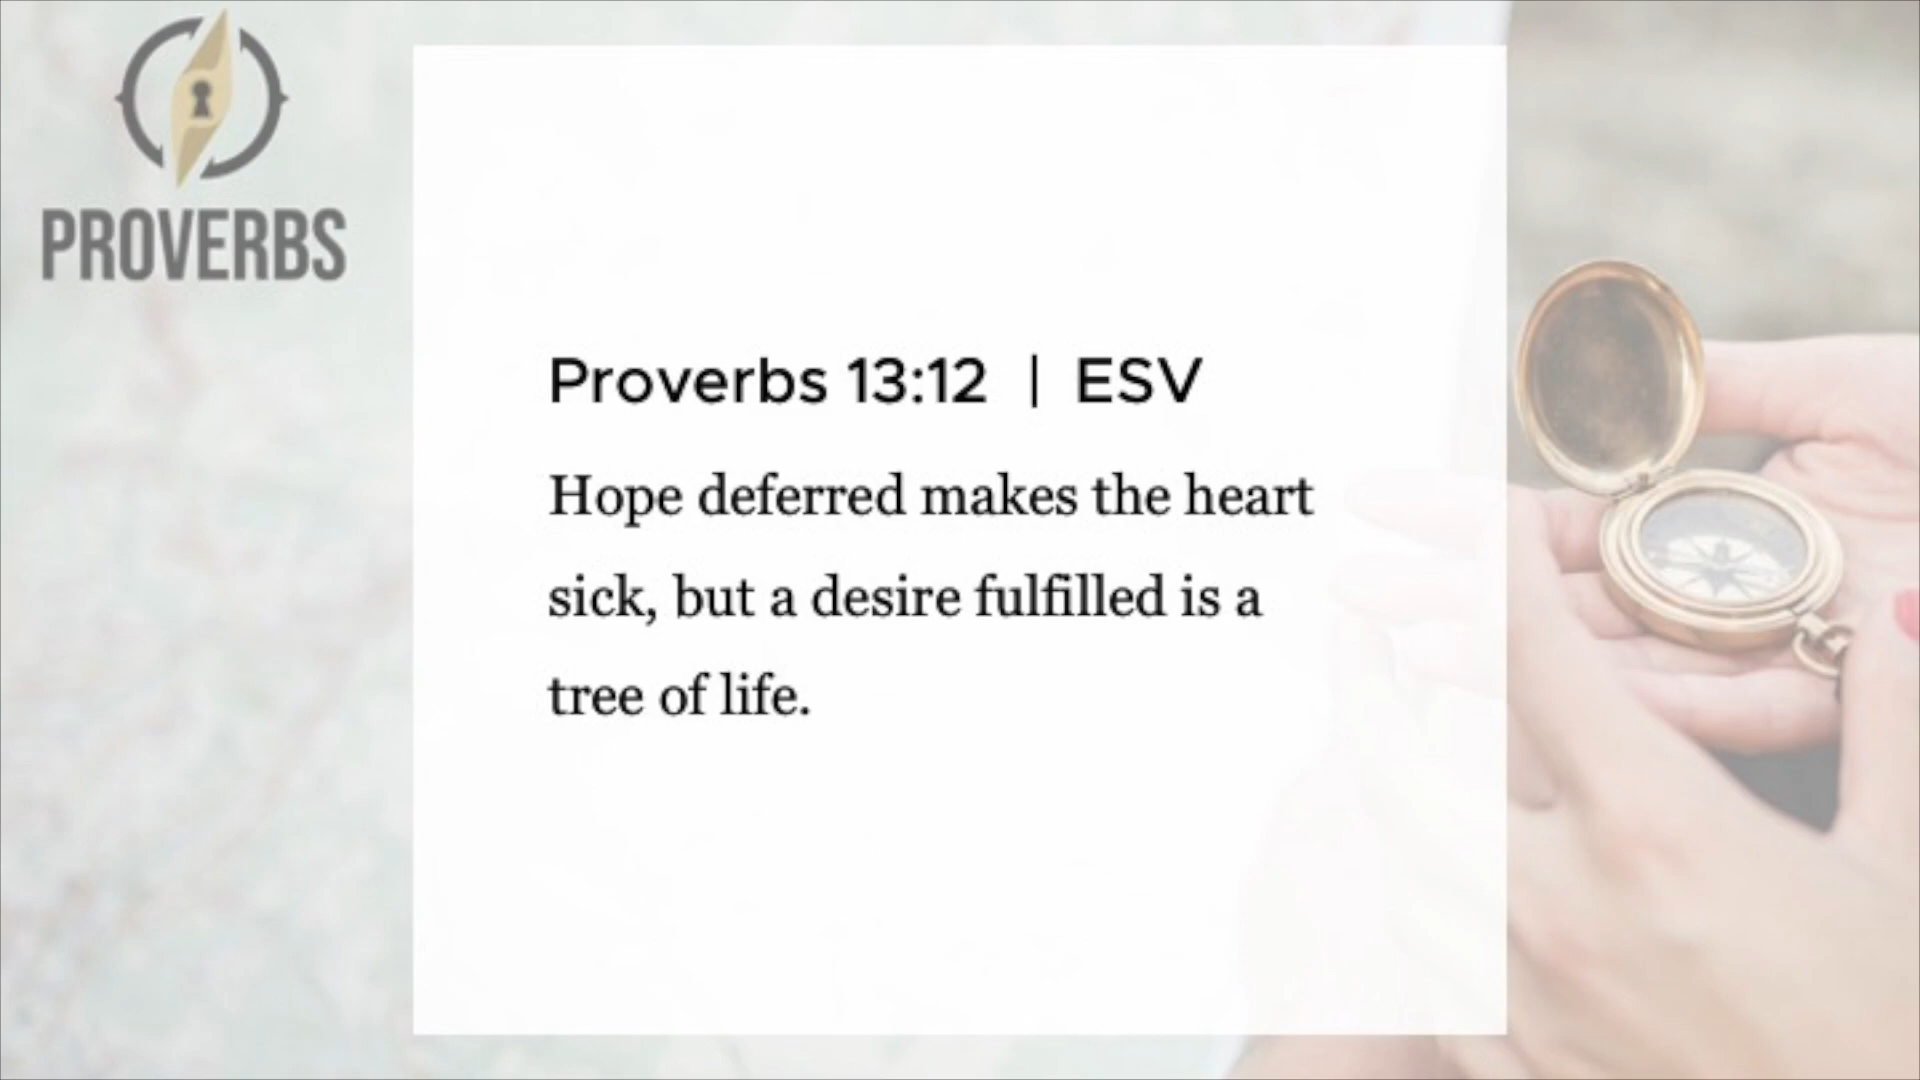 PROVERBS
Proverbs 13:12 | ESV
Hope deferred makes the heart
sick, but a desire fulfilled is a
tree of life.